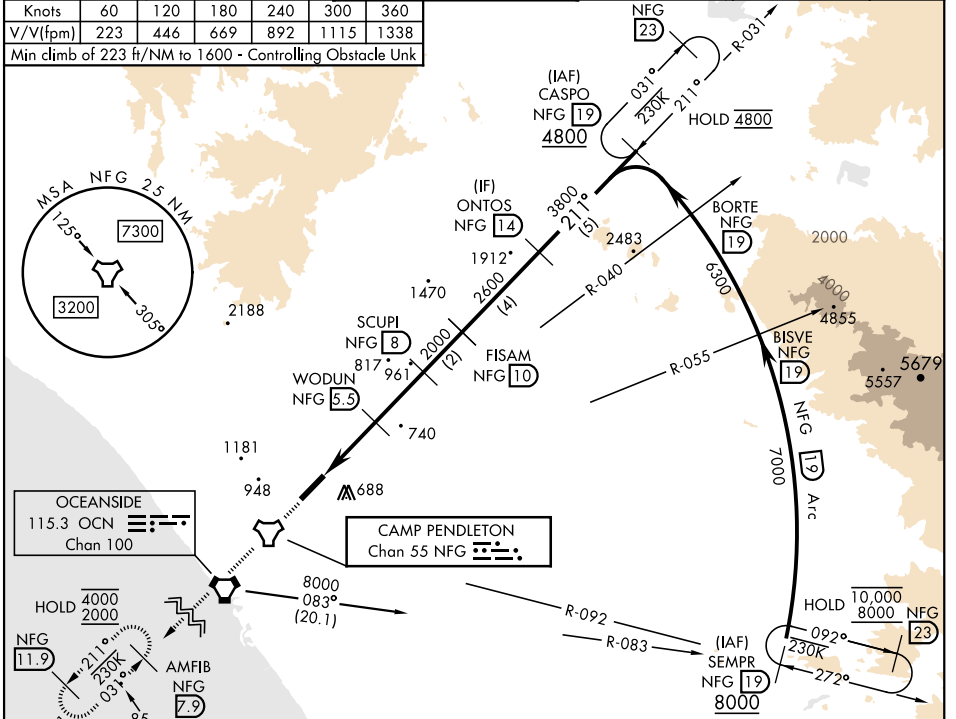 Knots 60 120 180 240 300 360
V/V(fpm) 223 446 669 892 1115 1338
Min climb of 223 ft/NM to 1600 - Controlling Obstacle Unk
NFG
23
R-031
031°
230K
211°
(IAF)
CASPO
NFG 19
4800
HOLD 4800
MSA NFG 25 NM
125°
7300
3200
305°
(IF)
ONTOS
NFG 14
3800
211°
(5)
BORTE
NFG
19
2483
2000
1912
R-040
6300
1470
2600
(4)
4000
4855
2188
SCUPI
NFG 8
2000
(2)
FISAM
NFG 10
817
961
R-055
BISVE
NFG
19
5557
5679
WODUN
NFG 5.5
740
NFG 19 Arc
7000
1181
948
688
OCEANSIDE
115.3 OCN
Chan 100
CAMP PENDLETON
Chan 55 NFG
8000
083°
(20.1)
R-092
R-083
HOLD 4000
2000
HOLD 10,000
8000
NFG
23
092°
230K
272°
(IAF)
SEMPR
NFG 19
8000
NFG
11.9
211°
230K
031°
AMFIB
NFG
7.9